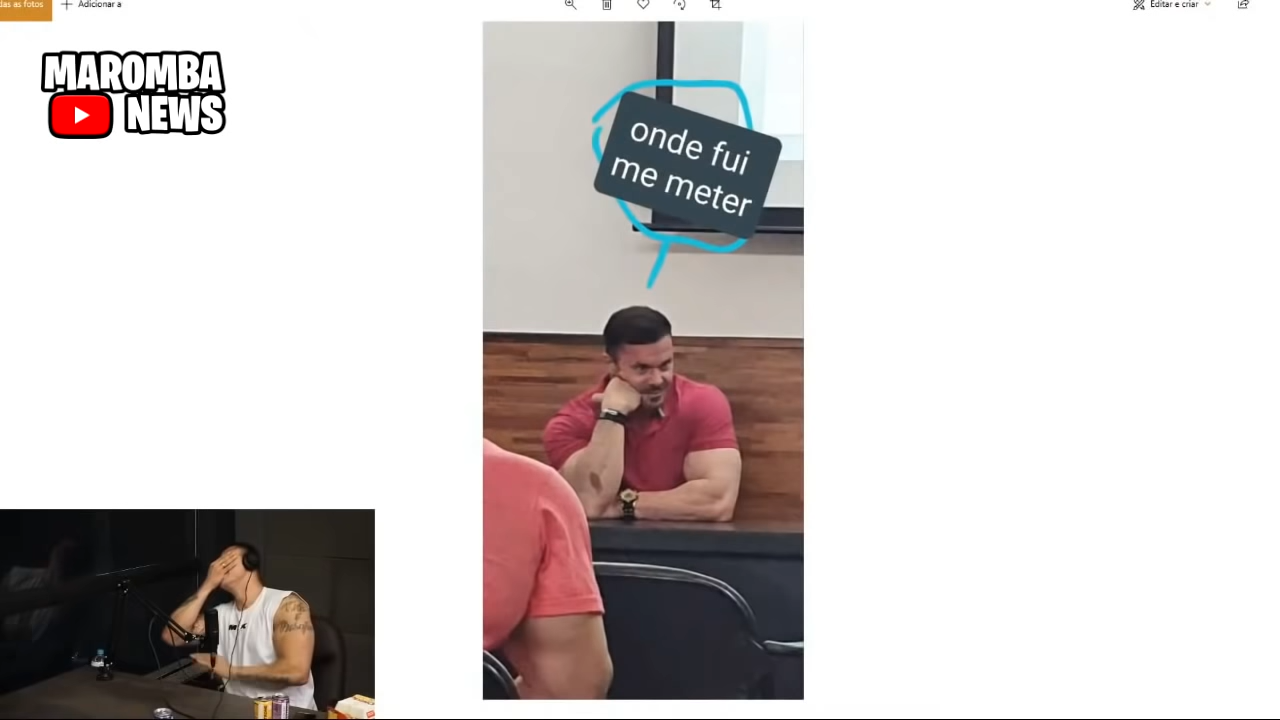 das as fotos
Adicionar a
Editar e criar
MAROMBA
NEWS
onde fui
me meter